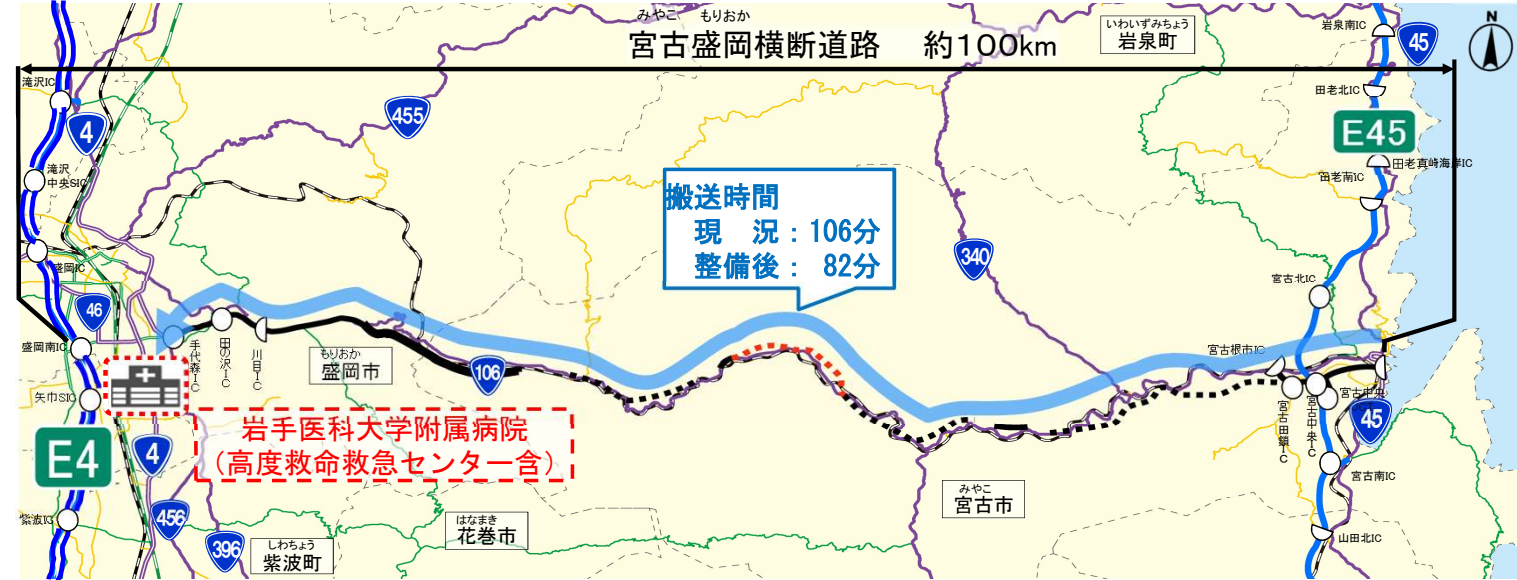 みやこ もりおか
宮古盛岡横断道路 約100km
いわいずみちょう
岩泉町
岩泉南IC
45
N
滝沢IC
4
455
田老北IC
E45
田老真崎海岸IC
田老南IC
滝沢
中央SIC
搬送時間
現 況：106分
整備後： 82分
盛岡IC
340
宮古北IC
46
盛岡南IC
手代森IC
田の沢IC
川目IC
もりおか
盛岡市
106
宮古根市IC
宮古田鎖IC
宮古中央IC
宮古中央
45
矢巾SIC
岩手医科大学附属病院
（高度救命救急センター含）
E4
4
宮古南IC
みやこ
宮古市
紫波IC
456
396
はなまき
花巻市
しわちょう
紫波町
山田北IC